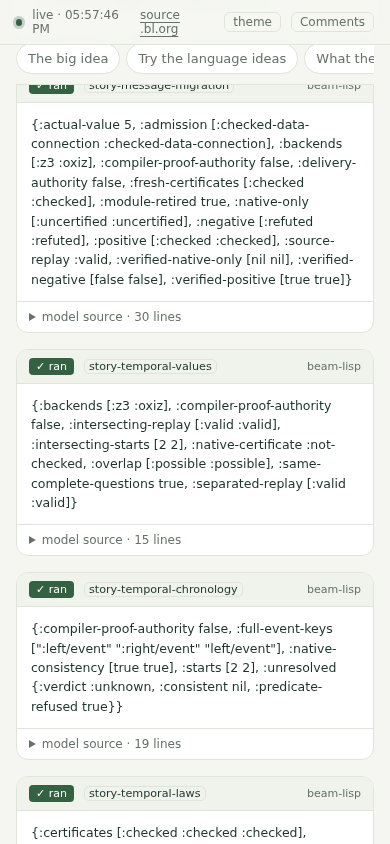 live · 05:57:46 PM
source .bl.org
theme
Comments
The big idea
Try the language ideas
What the
✓ ran story-message-migration beam-lisp
{:actual-value 5, :admission [:checked-data-
connection :checked-data-connection], :backends
[:z3 :oxiz], :compiler-proof-authority false, :delivery-
authority false, :fresh-certificates [:checked
:checked], :module-retired true, :native-only
[:uncertified :uncertified], :negative [:refuted
:refuted], :positive [:checked :checked], :source-
replay :valid, :verified-native-only [nil nil], :verified-
negative [false false], :verified-positive [true true]}
▶ model source · 30 lines
✓ ran story-temporal-values beam-lisp
{:backends [:z3 :oxiz], :compiler-proof-authority
false, :intersecting-replay [:valid :valid],
:intersecting-starts [2 2], :native-certificate :not-
checked, :overlap [:possible :possible], :same-
complete-questions true, :separated-replay [:valid
:valid]}
▶ model source · 15 lines
✓ ran story-temporal-chronology beam-lisp
{:compiler-proof-authority false, :full-event-keys
[":left/event" ":right/event" "left/event"], :native-
consistency [true true], :starts [2 2], :unresolved
{:verdict :unknown, :consistent nil, :predicate-
refused true}}
▶ model source · 19 lines
✓ ran story-temporal-laws beam-lisp
{:certificates [:checked :checked :checked],